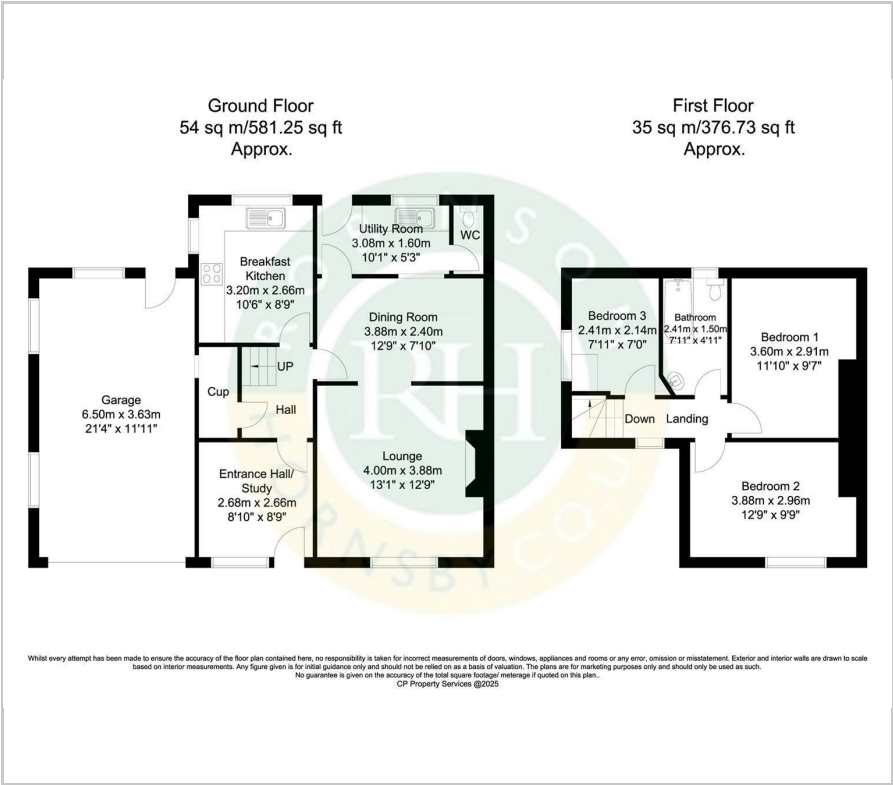 Ground Floor
54 sq m/581.25 sq ft
Approx.
First Floor
35 sq m/376.73 sq ft
Approx.
Utility Room
3.08m x 1.60m
10'1" x 5'3"
WC
Breakfast
Kitchen
3.20m x 2.66m
10'6" x 8'9"
Dining Room
3.88m x 2.40m
12'9" x 7'10"
UP
Cup
Hall
Garage
6.50m x 3.63m
21'4" x 11'11"
Lounge
4.00m x 3.88m
13'1" x 12'9"
Entrance Hall/
Study
2.68m x 2.66m
8'10" x 8'9"
Bedroom 3
2.41m x 2.14m
7'11" x 7'0"
Bathroom
2.41m x 1.50m
7'11" x 4'11"
Bedroom 1
3.60m x 2.91m
11'10" x 9'7"
Down
Landing
Bedroom 2
3.88m x 2.96m
12'9" x 9'9"
RH
Whilst every attempt has been made to ensure the accuracy of the floor plan contained here, no responsibility is taken for incorrect measurements of doors, windows, appliances and rooms or any error, omission or misstatement. Exterior and interior walls are drawn to scale
based on interior measurements. Any figure given is for initial guidance only and should not be relied on as a basis of valuation. The plans are for marketing purposes only and should only be used as such.
No guarantee is given on the accuracy of the total square footage/ meterage if quoted on this plan..
CP Property Services @2025